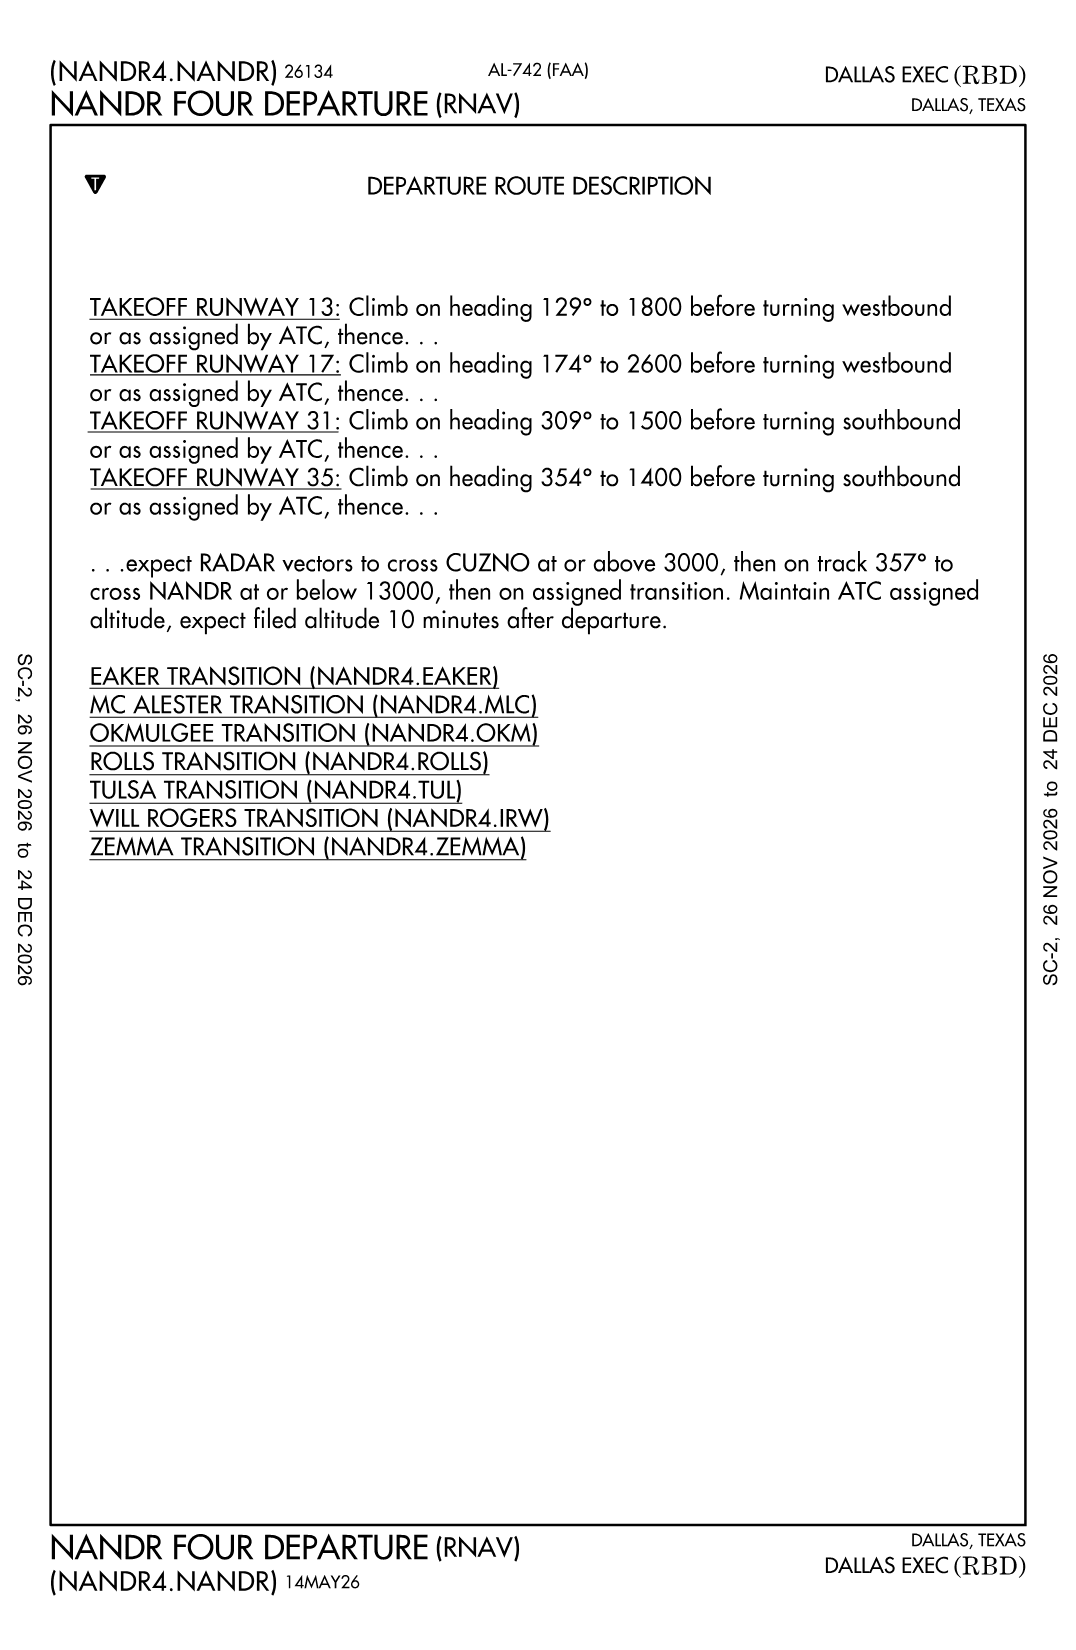 (NANDR4.NANDR) 26134
AL-742 (FAA)
DALLAS EXEC (RBD)
NANDR FOUR DEPARTURE (RNAV)
DALLAS, TEXAS
T
DEPARTURE ROUTE DESCRIPTION
TAKEOFF RUNWAY 13: Climb on heading 129° to 1800 before turning westbound
or as assigned by ATC, thence. . .
TAKEOFF RUNWAY 17: Climb on heading 174° to 2600 before turning westbound
or as assigned by ATC, thence. . .
TAKEOFF RUNWAY 31: Climb on heading 309° to 1500 before turning southbound
or as assigned by ATC, thence. . .
TAKEOFF RUNWAY 35: Climb on heading 354° to 1400 before turning southbound
or as assigned by ATC, thence. . .
. . .expect RADAR vectors to cross CUZNO at or above 3000, then on track 357° to
cross NANDR at or below 13000, then on assigned transition. Maintain ATC assigned
altitude, expect filed altitude 10 minutes after departure.
EAKER TRANSITION (NANDR4.EAKER)
MC ALESTER TRANSITION (NANDR4.MLC)
OKMULGEE TRANSITION (NANDR4.OKM)
ROLLS TRANSITION (NANDR4.ROLLS)
TULSA TRANSITION (NANDR4.TUL)
WILL ROGERS TRANSITION (NANDR4.IRW)
ZEMMA TRANSITION (NANDR4.ZEMMA)
SC-2, 26 NOV 2026 to 24 DEC 2026
SC-2, 26 NOV 2026 to 24 DEC 2026
NANDR FOUR DEPARTURE (RNAV)
DALLAS, TEXAS
DALLAS EXEC (RBD)
(NANDR4.NANDR) 14MAY26